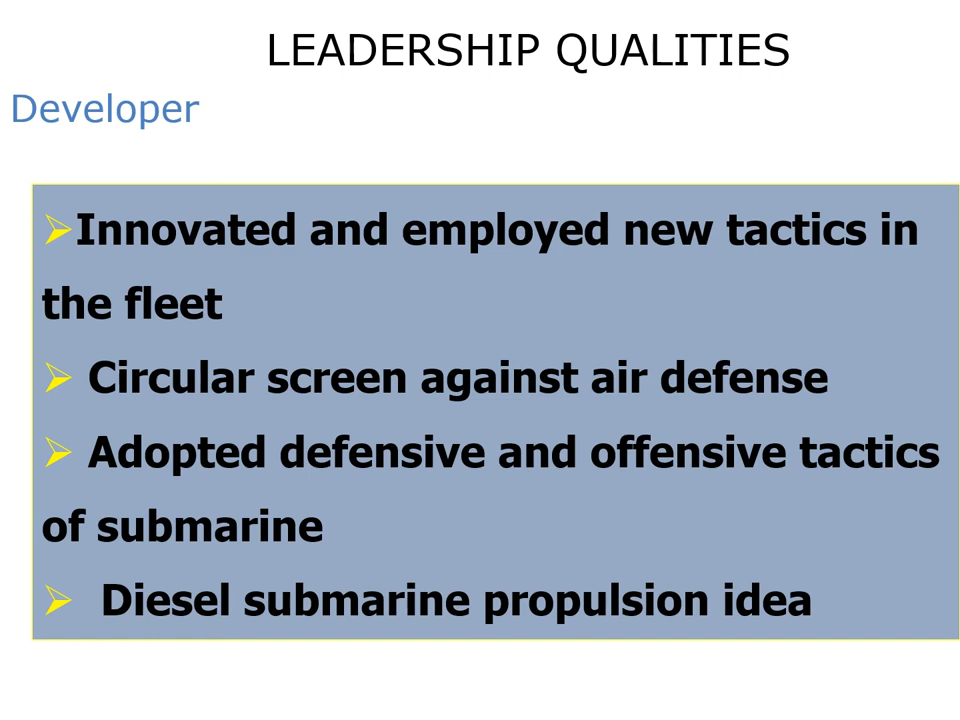 LEADERSHIP QUALITIES
Developer
➢Innovated and employed new tactics in
the fleet
➢ Circular screen against air defense
➢ Adopted defensive and offensive tactics
of submarine
➢ Diesel submarine propulsion idea